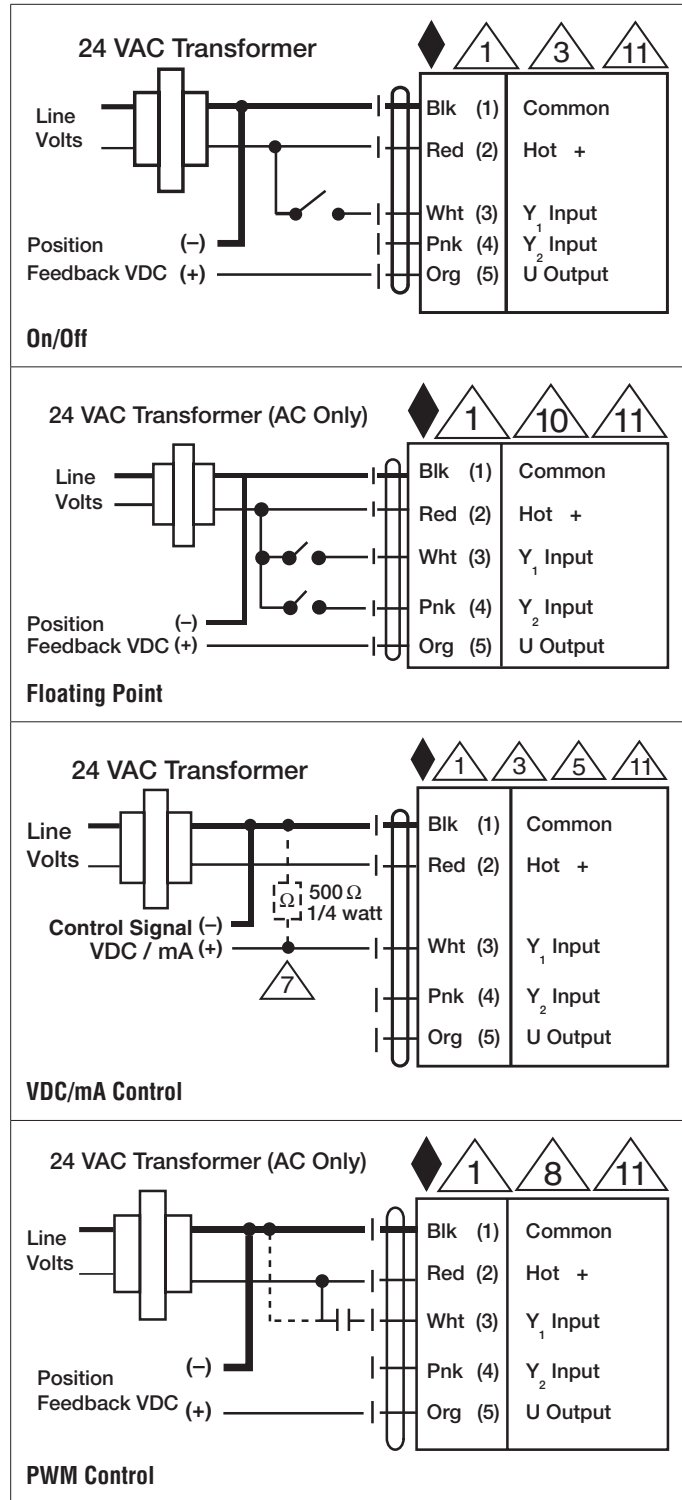 24 VAC Transformer
1 3 11
Line
Volts
Blk (1) Common
Red (2) Hot +
Wht (3) Y1 Input
Position (–)
Pnk (4) Y2 Input
Feedback VDC (+)
Org (5) U Output
On/Off
24 VAC Transformer (AC Only)
1 10 11
Line
Volts
Blk (1) Common
Red (2) Hot +
Wht (3) Y1 Input
Pnk (4) Y2 Input
Position (–)
Feedback VDC (+)
Org (5) U Output
Floating Point
24 VAC Transformer
1 3 5 11
Line
Volts
Blk (1) Common
Red (2) Hot +
Ω 500 Ω
1/4 watt
Control Signal (–)
VDC / mA (+)
Wht (3) Y1 Input
7
Pnk (4) Y2 Input
Org (5) U Output
VDC/mA Control
24 VAC Transformer (AC Only)
1 8 11
Line
Volts
Blk (1) Common
Red (2) Hot +
Wht (3) Y1 Input
Position (–)
Pnk (4) Y2 Input
Feedback VDC (+)
Org (5) U Output
PWM Control